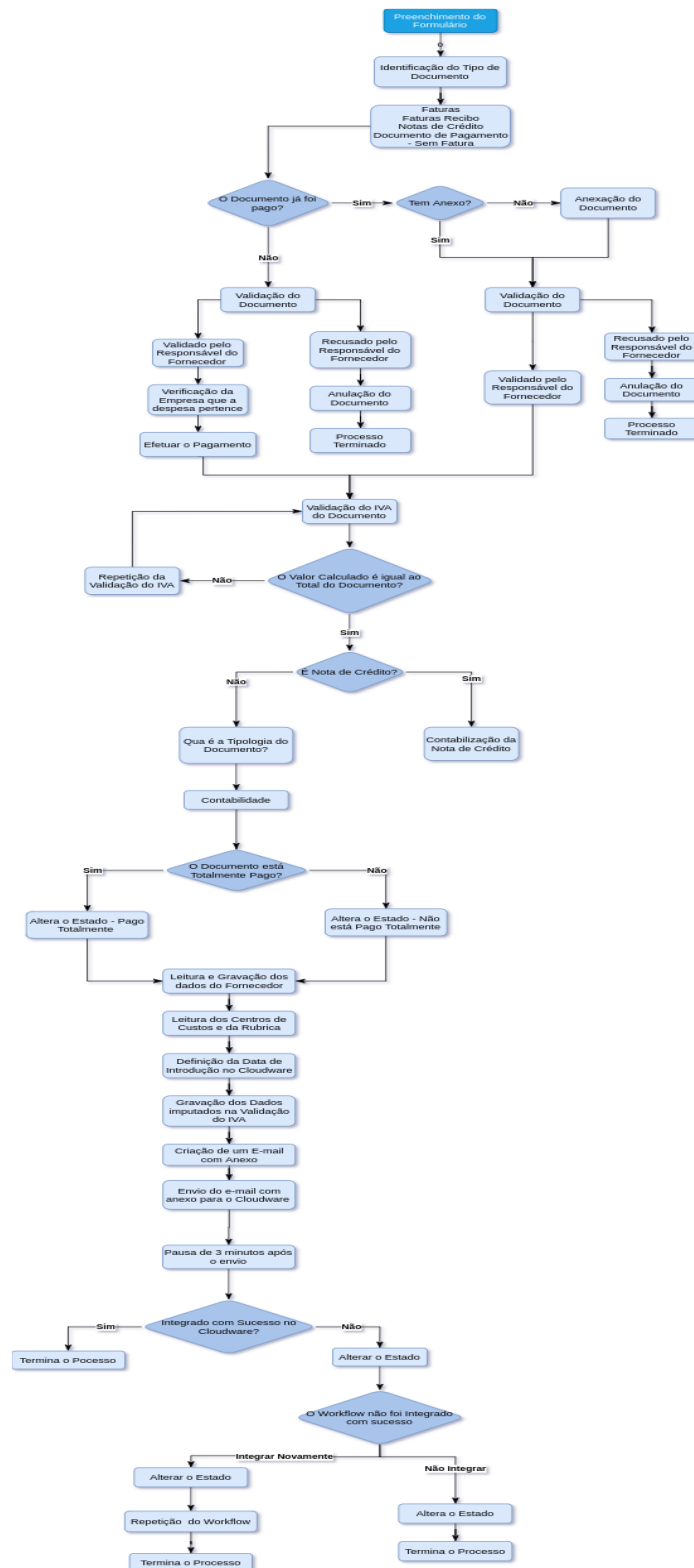 Preenchimento do
Formulário
Identificação do Tipo de
Documento
Faturas
Faturas Recibo
Notas de Crédito
Documento de Pagamento
- Sem Fatura
O Documento já foi
pago?
Sim
Tem Anexo?
Não
Anexação do
Documento
Sim
Não
Validação do
Documento
Validação do
Documento
Validado pelo
Responsável do
Fornecedor
Recusado pelo
Responsável do
Fornecedor
Recusado pelo
Responsável do
Fornecedor
Verificação da
Empresa que a
despesa pertence
Anulação do
Documento
Validado pelo
Responsável do
Fornecedor
Anulação do
Documento
Efetuar o Pagamento
Processo
Terminado
Processo
Terminado
Validação do IVA
do Documento
Repetição da
Validação do IVA
Não
O Valor Calculado é igual ao
Total do Documento?
Sim
É Nota de Crédito?
Não
Sim
Qua é a Tipologia do
Documento?
Contabilização da
Nota de Crédito
Contabilidade
O Documento está
Totalmente Pago?
Sim
Não
Altera o Estado - Pago
Totalmente
Altera o Estado - Não
está Pago Totalmente
Leitura e Gravação dos
dados do Fornecedor
Leitura dos Centros de
Custos e da Rubrica
Definição da Data de
Introdução no Cloudware
Gravação dos Dados
imputados na Validação
do IVA
Criação de um E-mail
com Anexo
Envio do e-mail com
anexo para o Cloudware
Pausa de 3 minutos após
o envio
Integrado com Sucesso no
Cloudware?
Sim
Não
Termina o Pocesso
Alterar o Estado
O Workflow não foi Integrado
com sucesso
Integrar Novamente
Não Integrar
Alterar o Estado
Altera o Estado
Repetição do Workflow
Termina o Processo
Termina o Processo